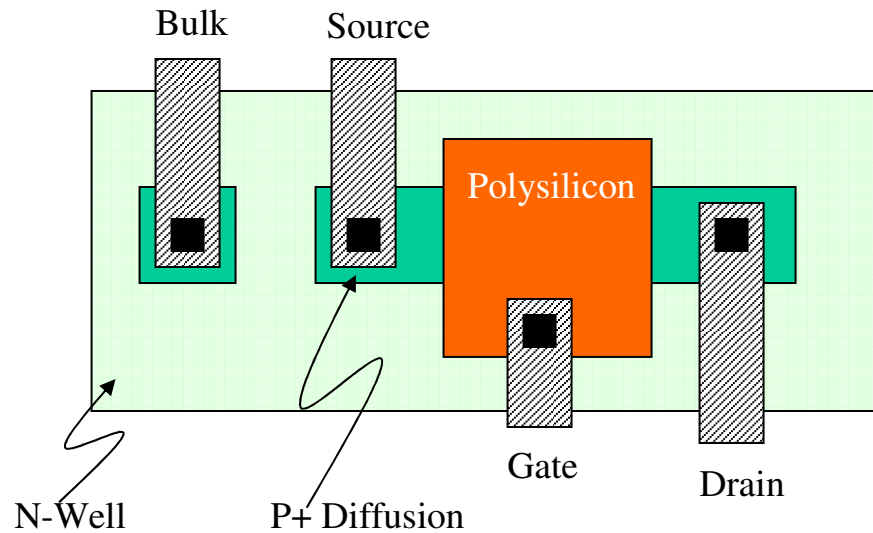 Bulk
Source
Polysilicon
Gate
Drain
N-Well
P+ Diffusion